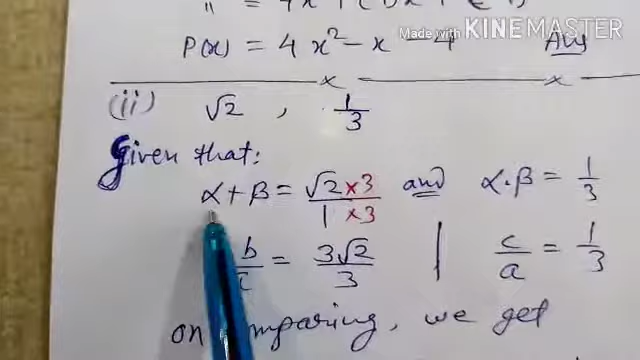 P(x) = 4x² - x - 4 Ans
Made with KINEMASTER
(ii) √2 , 1/3
Given that:
α + β = √2 × 3 / 1 × 3 and α·β = 1/3
b = 3√2/3 | c/a = 1/3
on comparing, we get